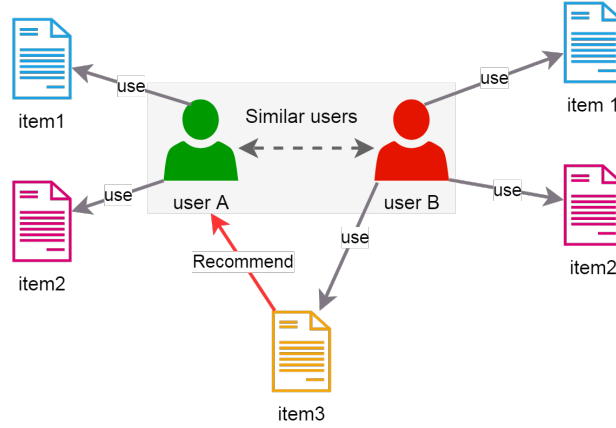 use
use
item1
item 1
Similar users
use
use
user A
user B
use
Recommend
item2
item2
item3